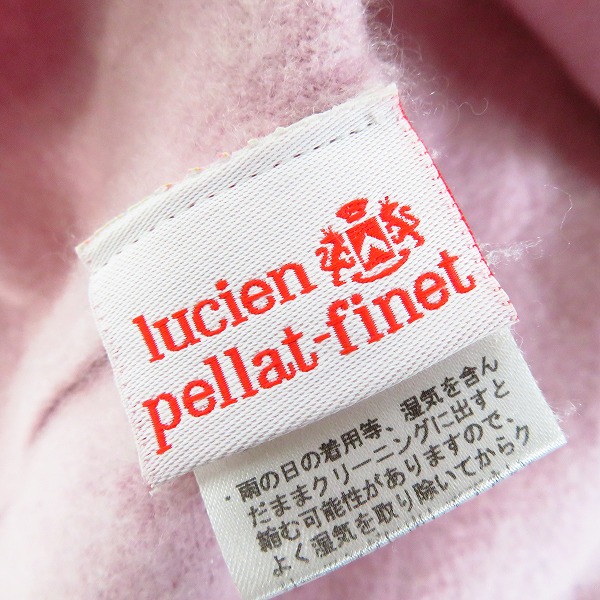 lucien
pellat-finet
・雨の日の着用等、湿気を含ん
だままクリーニングに出すと
縮む可能性がありますので、
よく湿気を取り除いてからク